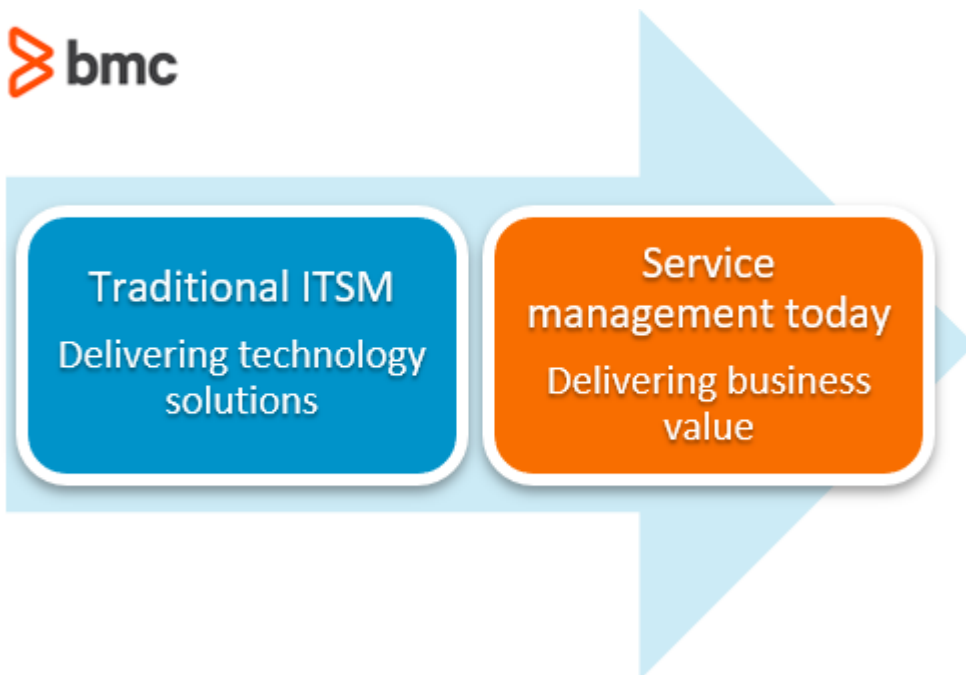 bmc
Traditional ITSM
Delivering technology
solutions
Service
management today
Delivering business
value